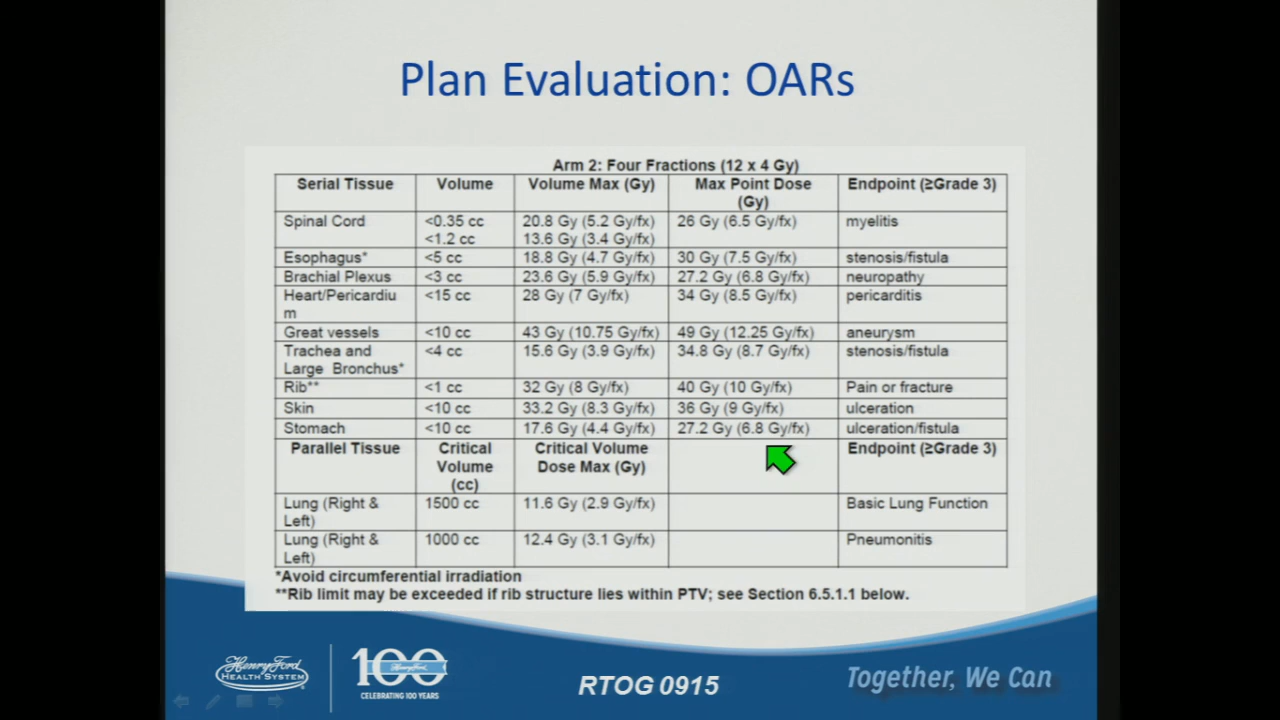 Plan Evaluation: OARs
Arm 2: Four Fractions (12 x 4 Gy)
Serial Tissue Volume Volume Max (Gy) Max Point Dose (Gy) Endpoint (≥Grade 3)
Spinal Cord <0.35 cc 20.8 Gy (5.2 Gy/fx) 26 Gy (6.5 Gy/fx) myelitis
<1.2 cc 13.6 Gy (3.4 Gy/fx)
Esophagus* <5 cc 18.8 Gy (4.7 Gy/fx) 30 Gy (7.5 Gy/fx) stenosis/fistula
Brachial Plexus <3 cc 23.6 Gy (5.9 Gy/fx) 27.2 Gy (6.8 Gy/fx) neuropathy
Heart/Pericardiu <15 cc 28 Gy (7 Gy/fx) 34 Gy (8.5 Gy/fx) pericarditis
m
Great vessels <10 cc 43 Gy (10.75 Gy/fx) 49 Gy (12.25 Gy/fx) aneurysm
Trachea and <4 cc 15.6 Gy (3.9 Gy/fx) 34.8 Gy (8.7 Gy/fx) stenosis/fistula
Large Bronchus*
Rib** <1 cc 32 Gy (8 Gy/fx) 40 Gy (10 Gy/fx) Pain or fracture
Skin <10 cc 33.2 Gy (8.3 Gy/fx) 36 Gy (9 Gy/fx) ulceration
Stomach <10 cc 17.6 Gy (4.4 Gy/fx) 27.2 Gy (6.8 Gy/fx) ulceration/fistula
Parallel Tissue Critical Volume (cc) Critical Volume Dose Max (Gy) Endpoint (≥Grade 3)
Lung (Right & 1500 cc 11.6 Gy (2.9 Gy/fx) Basic Lung Function
Left)
Lung (Right & 1000 cc 12.4 Gy (3.1 Gy/fx) Pneumonitis
Left)
*Avoid circumferential irradiation
**Rib limit may be exceeded if rib structure lies within PTV; see Section 6.5.1.1 below.
Henry Ford
HEALTH SYSTEM
100
Henry Ford
CELEBRATING 100 YEARS
RTOG 0915
Together, We Can